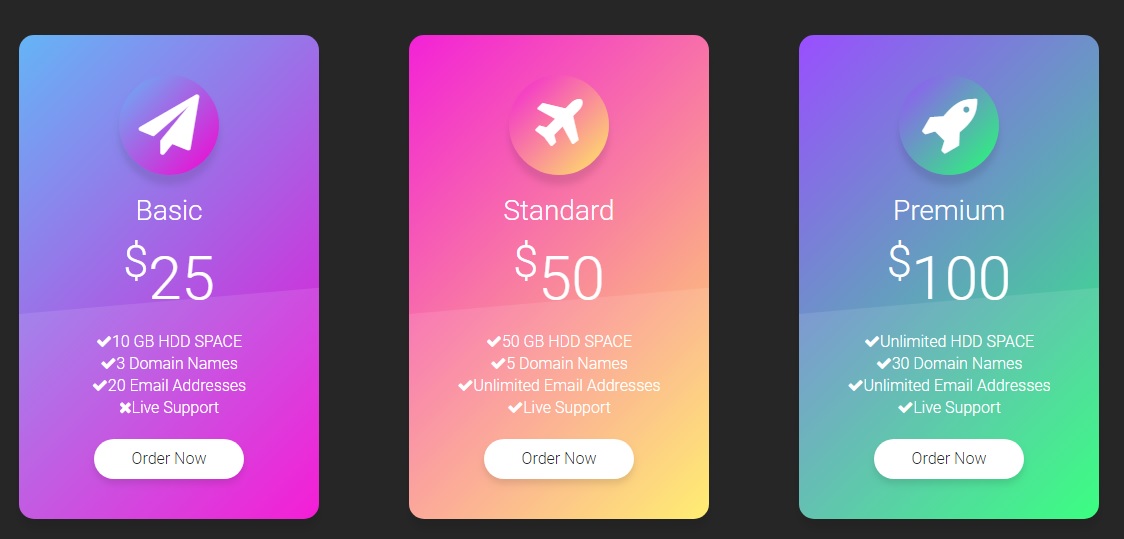 Basic
$25
10 GB HDD SPACE
3 Domain Names
20 Email Addresses
Live Support
Order Now
Standard
$50
50 GB HDD SPACE
5 Domain Names
Unlimited Email Addresses
Live Support
Order Now
Premium
$100
Unlimited HDD SPACE
30 Domain Names
Unlimited Email Addresses
Live Support
Order Now